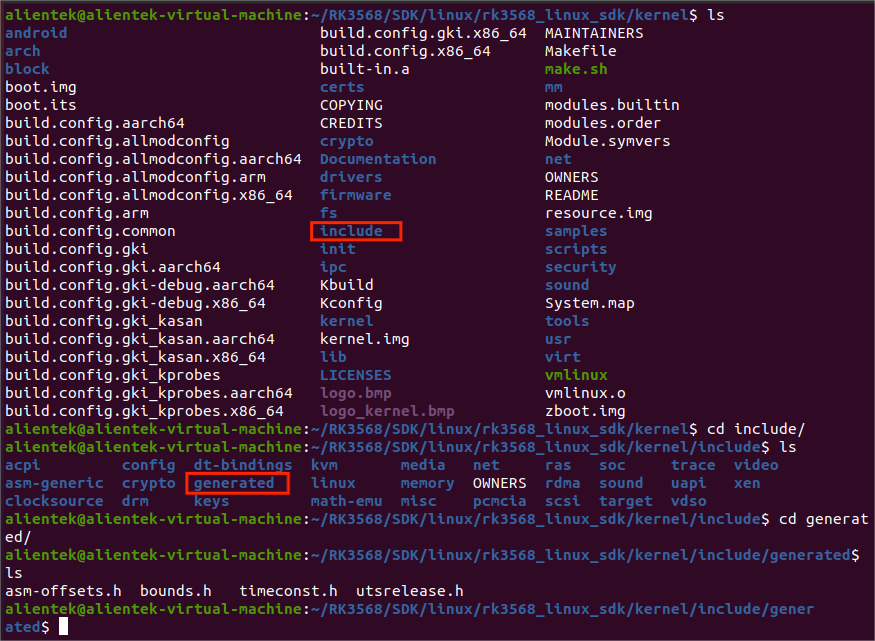 alientek@alientek-virtual-machine:~/RK3568/SDK/linux/rk3568_linux_sdk/kernel$ ls
android build.config.gki.x86_64 MAINTAINERS
arch build.config.x86_64 Makefile
block built-in.a make.sh
boot.img certs mm
boot.its COPYING modules.builtin
build.config.aarch64 CREDITS modules.order
build.config.allmodconfig crypto Module.symvers
build.config.allmodconfig.aarch64 Documentation net
build.config.allmodconfig.arm drivers OWNERS
build.config.allmodconfig.x86_64 firmware README
build.config.arm fs resource.img
build.config.common include samples
build.config.gki init scripts
build.config.gki.aarch64 ipc security
build.config.gki-debug.aarch64 Kbuild sound
build.config.gki-debug.x86_64 Kconfig System.map
build.config.gki_kasan kernel tools
build.config.gki_kasan.aarch64 kernel.img usr
build.config.gki_kasan.x86_64 lib virt
build.config.gki_kprobes LICENSES vmlinux
build.config.gki_kprobes.aarch64 logo.bmp vmlinux.o
build.config.gki_kprobes.x86_64 logo_kernel.bmp zboot.img
alientek@alientek-virtual-machine:~/RK3568/SDK/linux/rk3568_linux_sdk/kernel$ cd include/
alientek@alientek-virtual-machine:~/RK3568/SDK/linux/rk3568_linux_sdk/kernel/include$ ls
acpi config dt-bindings kvm media net ras soc trace video
asm-generic crypto generated linux memory OWNERS rdma sound uapi xen
clocksource drm keys math-emu misc pcmcia scsi target vdso
alientek@alientek-virtual-machine:~/RK3568/SDK/linux/rk3568_linux_sdk/kernel/include$ cd generat
ed/
alientek@alientek-virtual-machine:~/RK3568/SDK/linux/rk3568_linux_sdk/kernel/include/generated$
ls
asm-offsets.h bounds.h timeconst.h utsrelease.h
alientek@alientek-virtual-machine:~/RK3568/SDK/linux/rk3568_linux_sdk/kernel/include/gener
ated$